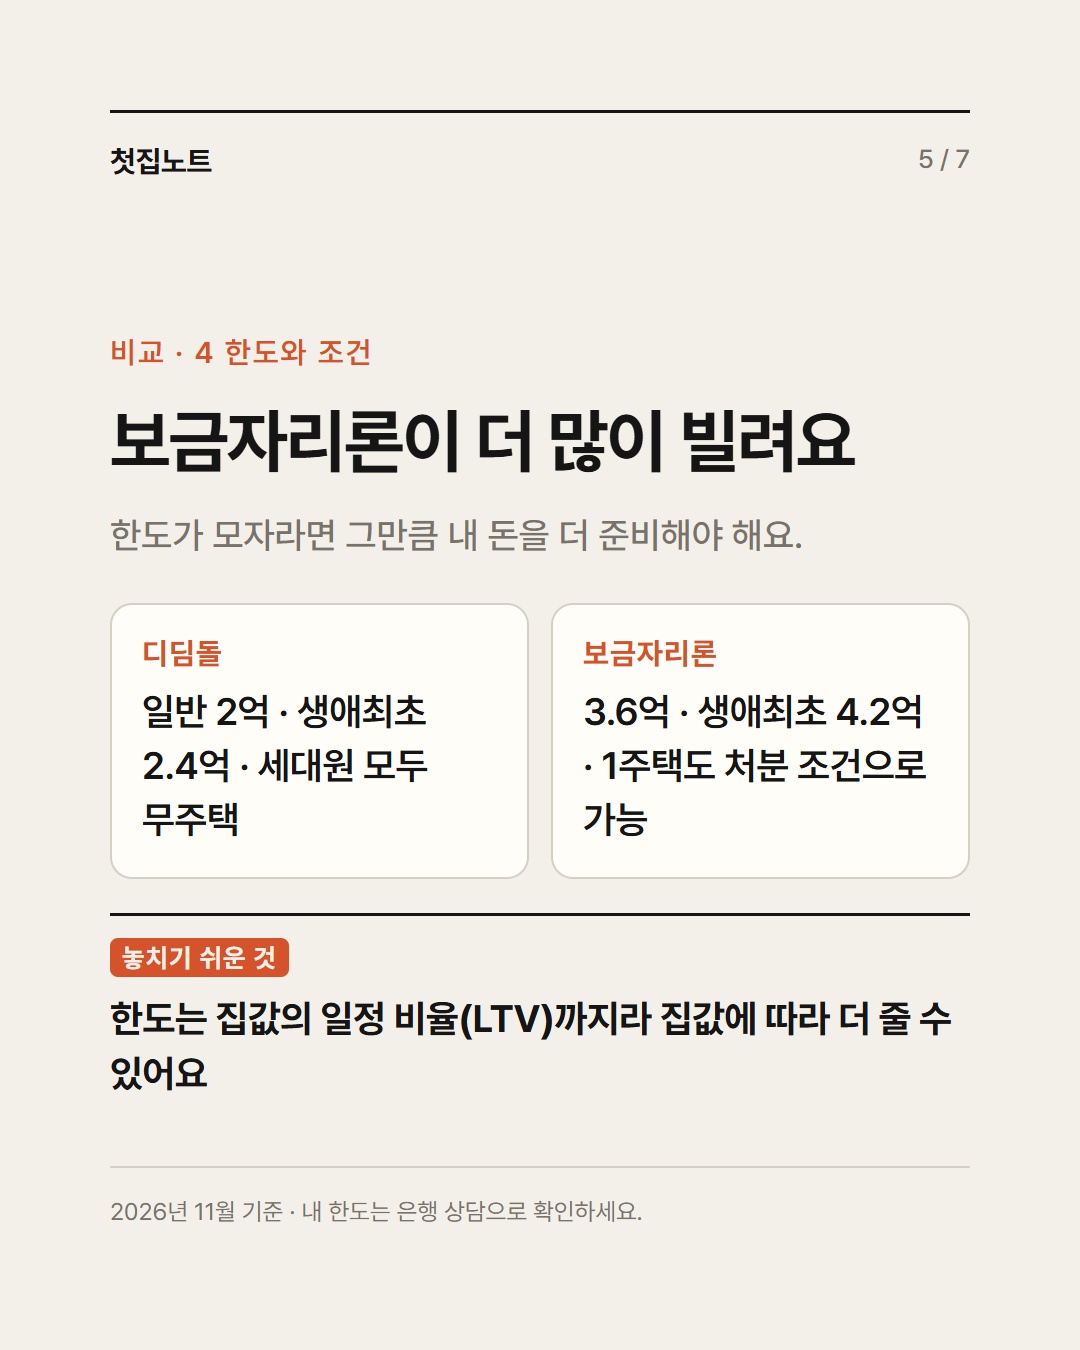 첫집노트
5 / 7
비교 · 4 한도와 조건
보금자리론이 더 많이 빌려요
한도가 모자라면 그만큼 내 돈을 더 준비해야 해요.
디딤돌
일반 2억 · 생애최초
2.4억 · 세대원 모두
무주택
보금자리론
3.6억 · 생애최초 4.2억
· 1주택도 처분 조건으로
가능
놓치기 쉬운 것
한도는 집값의 일정 비율(LTV)까지라 집값에 따라 더 줄 수
있어요
2026년 11월 기준 · 내 한도는 은행 상담으로 확인하세요.